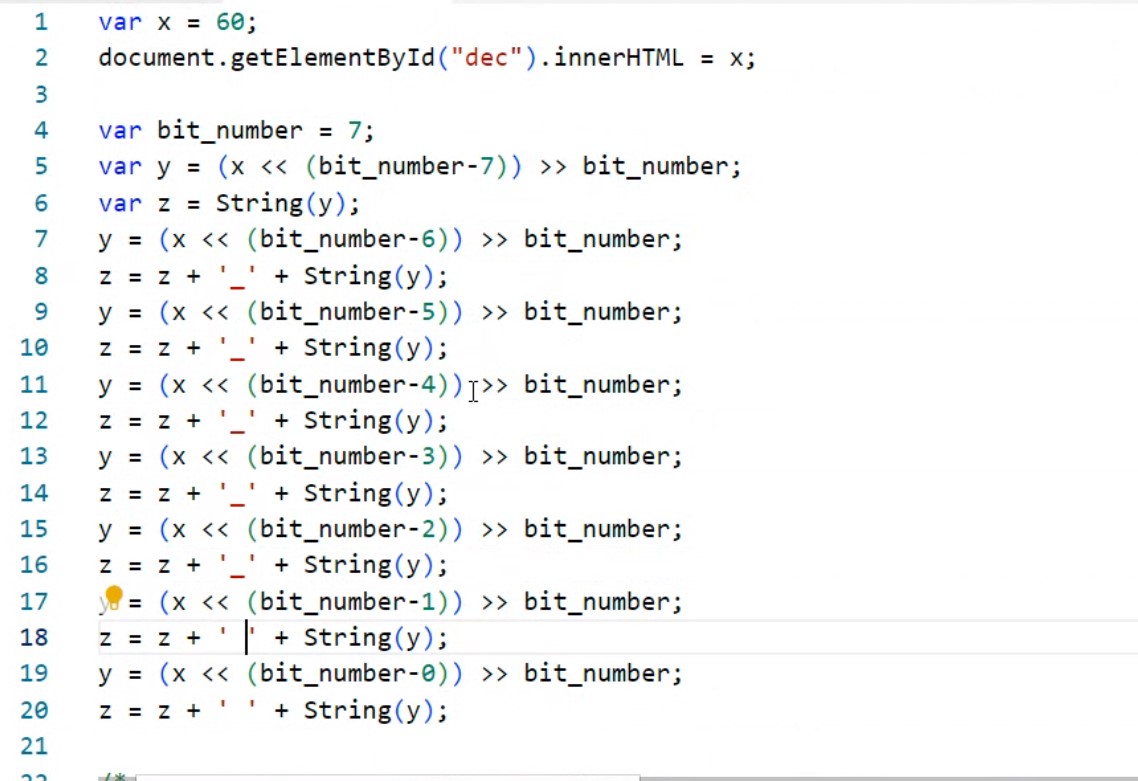 1 var x = 60;
2 document.getElementById("dec").innerHTML = x;
3
4 var bit_number = 7;
5 var y = (x << (bit_number-7)) >> bit_number;
6 var z = String(y);
7 y = (x << (bit_number-6)) >> bit_number;
8 z = z + '_' + String(y);
9 y = (x << (bit_number-5)) >> bit_number;
10 z = z + '_' + String(y);
11 y = (x << (bit_number-4)) >> bit_number;
12 z = z + '_' + String(y);
13 y = (x << (bit_number-3)) >> bit_number;
14 z = z + '_' + String(y);
15 y = (x << (bit_number-2)) >> bit_number;
16 z = z + '_' + String(y);
17 y = (x << (bit_number-1)) >> bit_number;
18 z = z + ' ' + String(y);
19 y = (x << (bit_number-0)) >> bit_number;
20 z = z + ' ' + String(y);
21
22 /*